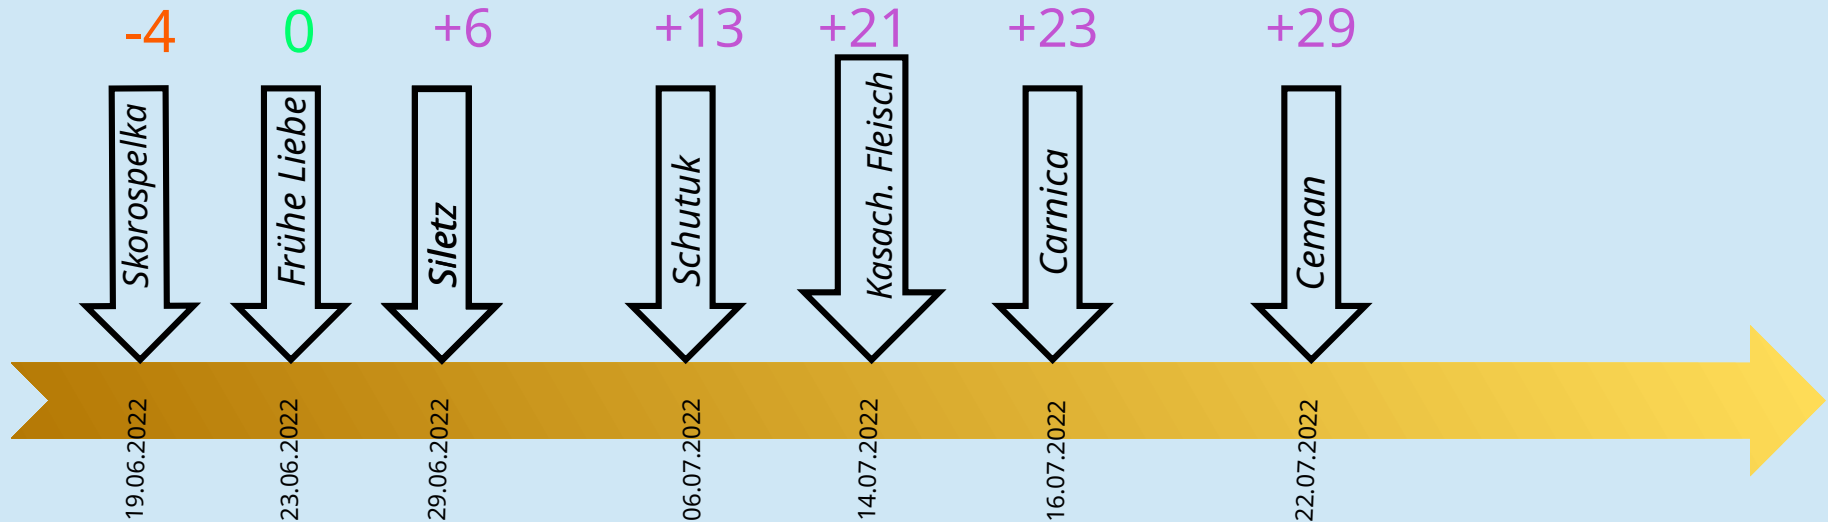 -4
0
+6
+13
+21
+23
+29
Skorospelka
Frühe Liebe
Siletz
Schutuk
Kasach. Fleisch
Carnica
Ceman
19.06.2022
23.06.2022
29.06.2022
06.07.2022
14.07.2022
16.07.2022
22.07.2022